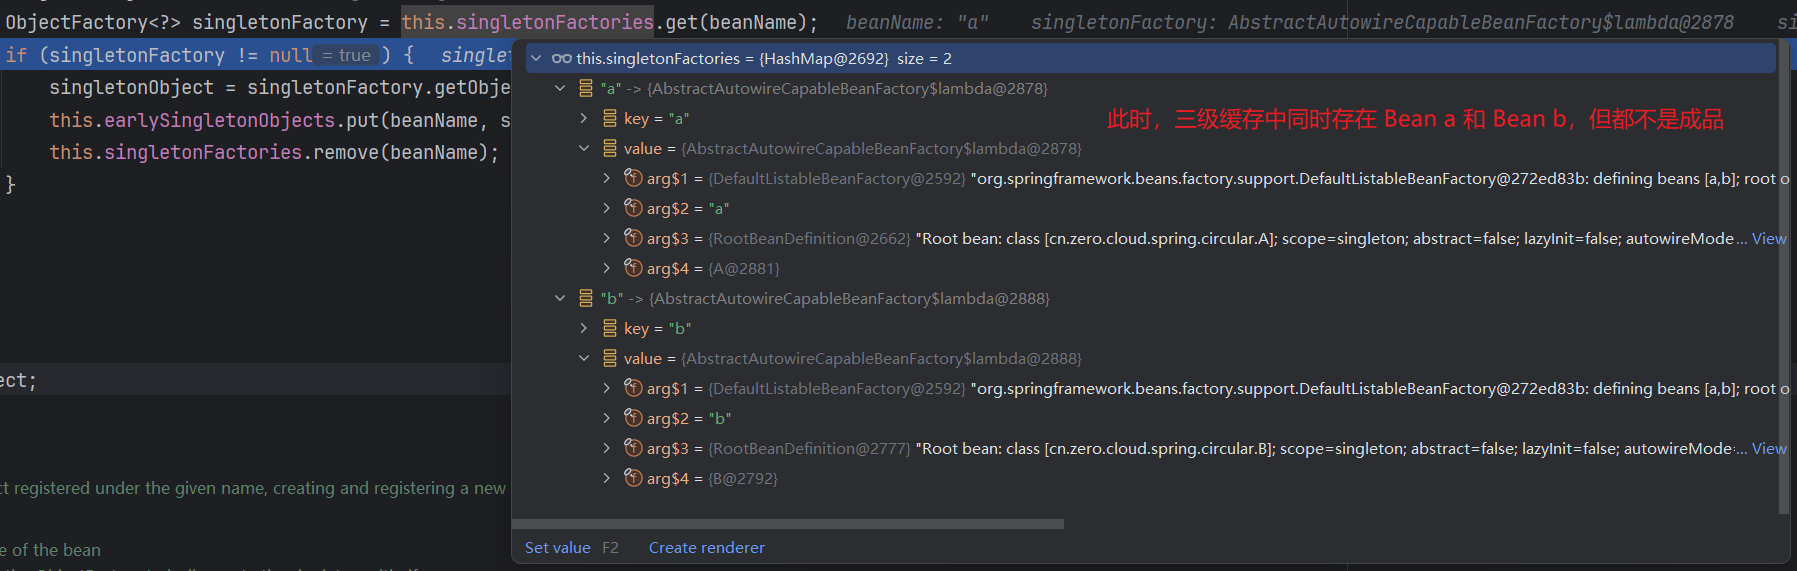 ObjectFactory<?> singletonFactory = this.singletonFactories.get(beanName);   beanName: "a"   singletonFactory: AbstractAutowireCapableBeanFactory$lambda@2878
if (singletonFactory != null = true ) {   singlet
this.singletonFactories = {HashMap@2692}  size = 2
singletonObject = singletonFactory.getObje
"a" -> {AbstractAutowireCapableBeanFactory$lambda@2878}
this.earlySingletonObjects.put(beanName, s
key = "a"
此时，三级缓存中同时存在 Bean a 和 Bean b，但都不是成品
this.singletonFactories.remove(beanName);
value = {AbstractAutowireCapableBeanFactory$lambda@2878}
}
arg$1 = {DefaultListableBeanFactory@2592} "org.springframework.beans.factory.support.DefaultListableBeanFactory@272ed83b: defining beans [a,b]; root o
arg$2 = "a"
arg$3 = {RootBeanDefinition@2662} "Root bean: class [cn.zero.cloud.spring.circular.A]; scope=singleton; abstract=false; lazyInit=false; autowireMode... View
arg$4 = {A@2881}
"b" -> {AbstractAutowireCapableBeanFactory$lambda@2888}
key = "b"
value = {AbstractAutowireCapableBeanFactory$lambda@2888}
ect;
arg$1 = {DefaultListableBeanFactory@2592} "org.springframework.beans.factory.support.DefaultListableBeanFactory@272ed83b: defining beans [a,b]; root o
arg$2 = "b"
arg$3 = {RootBeanDefinition@2777} "Root bean: class [cn.zero.cloud.spring.circular.B]; scope=singleton; abstract=false; lazyInit=false; autowireMode... View
arg$4 = {B@2792}
ct registered under the given name, creating and registering a new
e of the bean
Set value F2 Create renderer